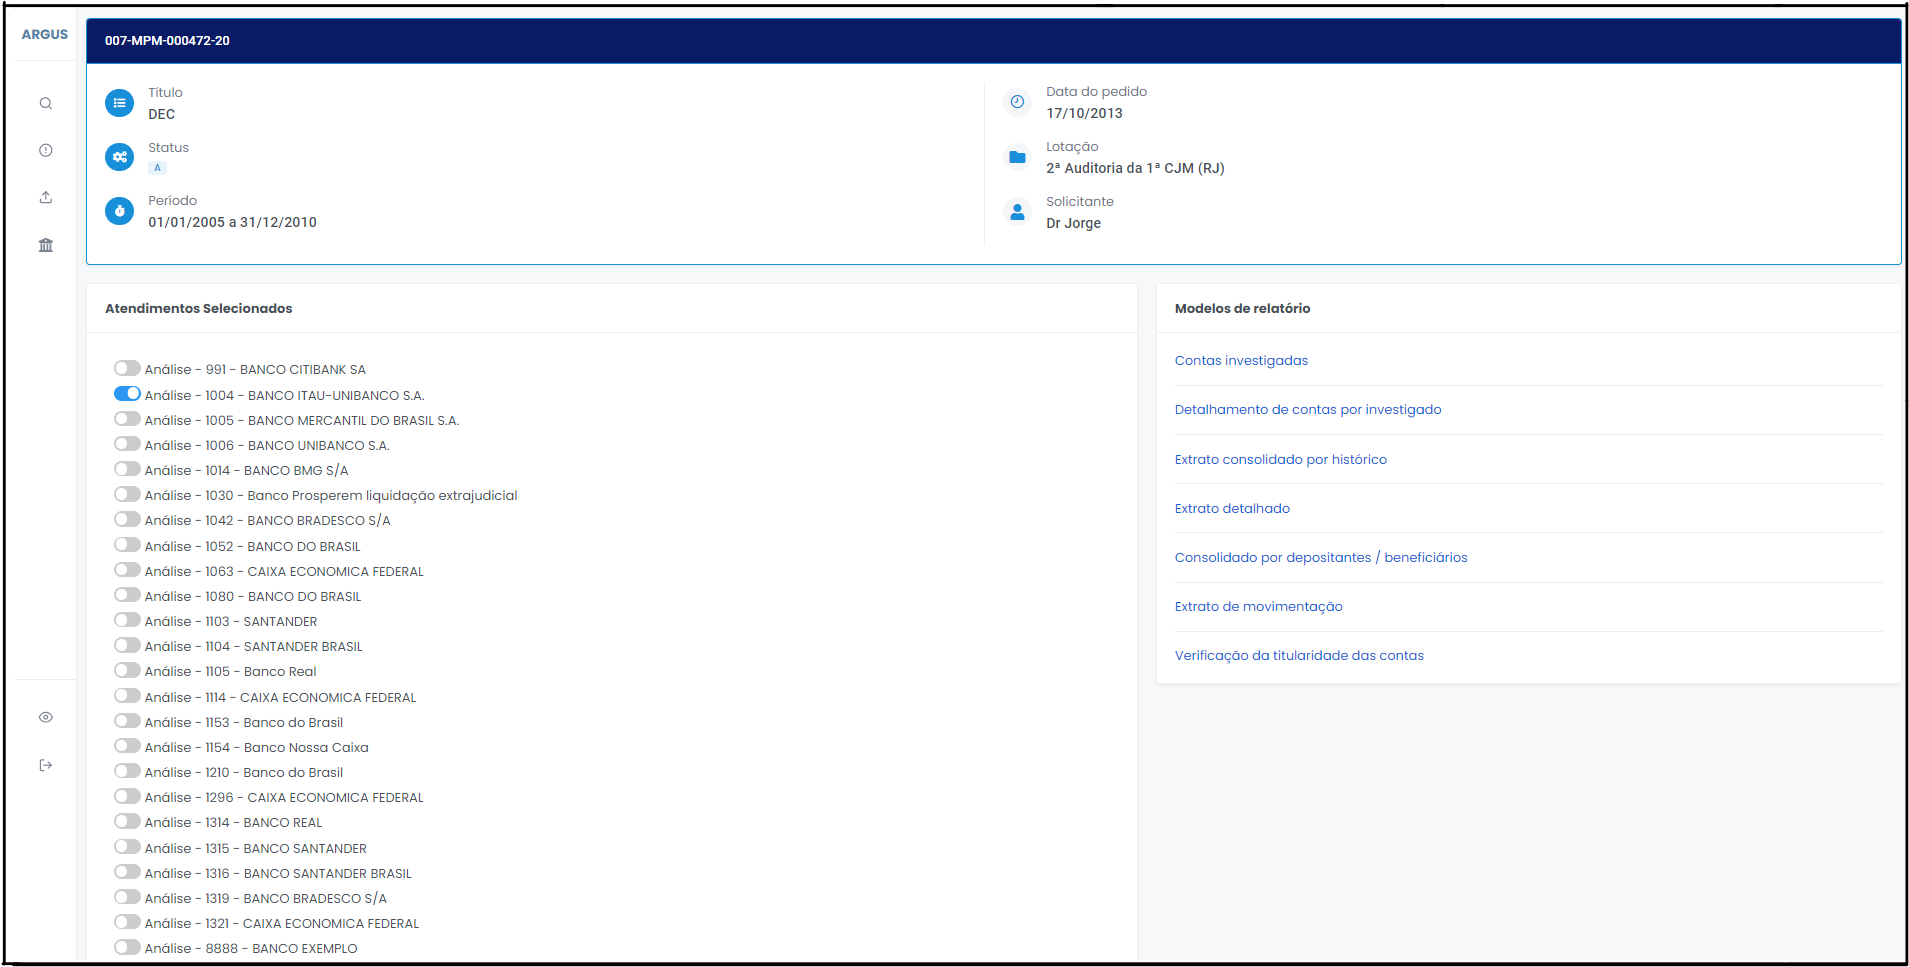 ARGUS
007-MPM-000472-20
Título
DEC
Status
A
Período
01/01/2005 a 31/12/2010
Data do pedido
17/10/2013
Lotação
2ª Auditoria da 1ª CJM (RJ)
Solicitante
Dr Jorge
Atendimentos Selecionados
Análise - 991 - BANCO CITIBANK SA
Análise - 1004 - BANCO ITAU-UNIBANCO S.A.
Análise - 1005 - BANCO MERCANTIL DO BRASIL S.A.
Análise - 1006 - BANCO UNIBANCO S.A.
Análise - 1014 - BANCO BMG S/A
Análise - 1030 - Banco Prosperem liquidação extrajudicial
Análise - 1042 - BANCO BRADESCO S/A
Análise - 1052 - BANCO DO BRASIL
Análise - 1063 - CAIXA ECONOMICA FEDERAL
Análise - 1080 - BANCO DO BRASIL
Análise - 1103 - SANTANDER
Análise - 1104 - SANTANDER BRASIL
Análise - 1105 - Banco Real
Análise - 1114 - CAIXA ECONOMICA FEDERAL
Análise - 1153 - Banco do Brasil
Análise - 1154 - Banco Nossa Caixa
Análise - 1210 - Banco do Brasil
Análise - 1296 - CAIXA ECONOMICA FEDERAL
Análise - 1314 - BANCO REAL
Análise - 1315 - BANCO SANTANDER
Análise - 1316 - BANCO SANTANDER BRASIL
Análise - 1319 - BANCO BRADESCO S/A
Análise - 1321 - CAIXA ECONOMICA FEDERAL
Análise - 8888 - BANCO EXEMPLO
Modelos de relatório
Contas investigadas
Detalhamento de contas por investigado
Extrato consolidado por histórico
Extrato detalhado
Consolidado por depositantes / beneficiários
Extrato de movimentação
Verificação da titularidade das contas